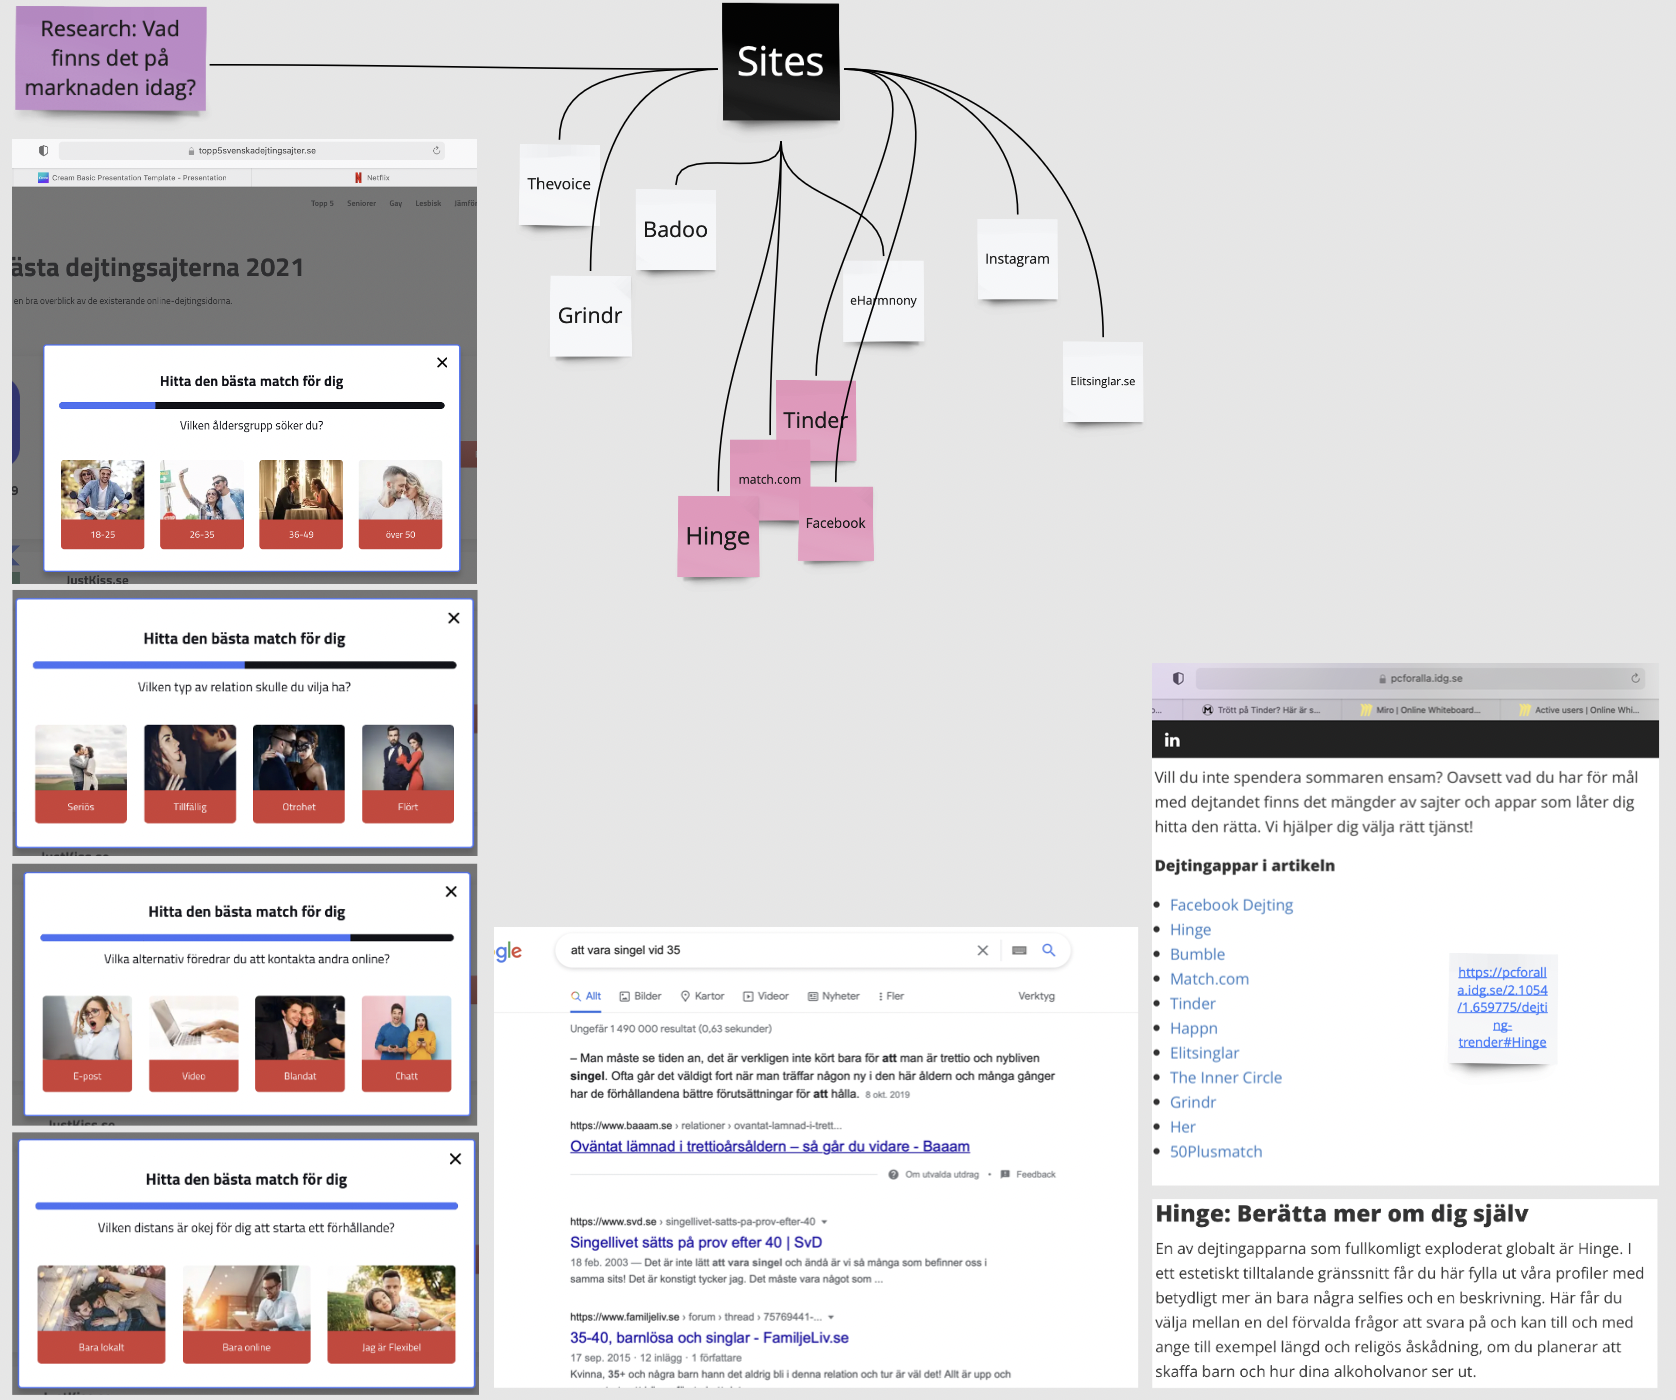 Research: Vad
finns det på
marknaden idag?
Sites
Thevoice
Badoo
Grindr
eHarmnony
Instagram
Elitsinglar.se
Tinder
match.com
Hinge
Facebook
topp5svenskadejtingsajter.se
Cream Basic Presentation Template - Presentation
Netflix
Topp 5 Seniorer Gay Lesbisk Jämför
ästa dejtingsajterna 2021
en bra overblick av de existerande online-dejtingsidorna.
Hitta den bästa match för dig
Vilken åldersgrupp söker du?
18-25 26-35 36-49 över 50
JustKiss.se
Hitta den bästa match för dig
Vilken typ av relation skulle du vilja ha?
Seriös Tillfällig Otrohet Flört
Hitta den bästa match för dig
Vilka alternativ föredrar du att kontakta andra online?
E-post Video Blandat Chatt
Hitta den bästa match för dig
Vilken distans är okej för dig att starta ett förhållande?
Bara lokalt Bara online Jag är Flexibel
gle
att vara singel vid 35
Allt Bilder Kartor Videor Nyheter Fler Verktyg
Ungefär 1 490 000 resultat (0,63 sekunder)
– Man måste se tiden an, det är verkligen inte kört bara för att man är trettio och nybliven
singel. Ofta går det väldigt fort när man träffar någon ny i den här åldern och många gånger
har de förhållandena bättre förutsättningar för att hålla. 8 okt. 2019
https://www.baaam.se › relationer › ovantat-lamnad-i-trett...
Oväntat lämnad i trettioårsåldern – så går du vidare - Baaam
Om utvalda utdrag • Feedback
https://www.svd.se › singellivet-satts-pa-prov-efter-40
Singellivet sätts på prov efter 40 | SvD
18 feb. 2003 — Det är inte lätt att vara singel och ändå är vi så många som befinner oss i
samma sits! Det är konstigt tycker jag. Det måste vara något som ...
https://www.familjeliv.se › forum › thread › 75769441-...
35-40, barnlösa och singlar - FamiljeLiv.se
17 sep. 2015 · 12 inlägg · 1 författare
Kvinna, 35+ och några barn hann det aldrig bli i denna relation och tur är väl det! Allt är upp och
pcforalla.idg.se
o... Trött på Tinder? Här är s... Miro | Online Whiteboard... Active users | Online Whi...
in
Vill du inte spendera sommaren ensam? Oavsett vad du har för mål
med dejtandet finns det mängder av sajter och appar som låter dig
hitta den rätta. Vi hjälper dig välja rätt tjänst!
Dejtingappar i artikeln
Facebook Dejting
Hinge
Bumble
Match.com
Tinder
Happn
Elitsinglar
The Inner Circle
Grindr
Her
50Plusmatch
https://pcforall
a.idg.se/2.1054
/1.659775/dejti
ng-
trender#Hinge
Hinge: Berätta mer om dig själv
En av dejtingapparna som fullkomligt exploderat globalt är Hinge. I
ett estetiskt tilltalande gränssnitt får du här fylla ut våra profiler med
betydligt mer än bara några selfies och en beskrivning. Här får du
välja mellan en del förvalda frågor att svara på och kan till och med
ange till exempel längd och religös åskådning, om du planerar att
skaffa barn och hur dina alkoholvanor ser ut.